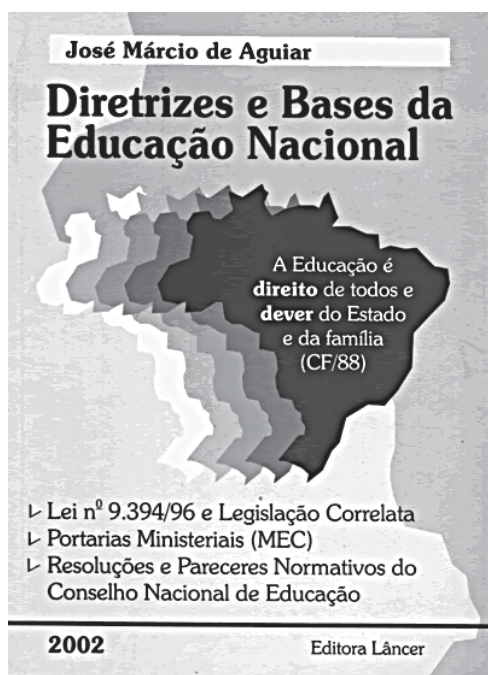 José Márcio de Aguiar
Diretrizes e Bases da
Educação Nacional
A Educação é
direito de todos e
dever do Estado
e da família
(CF/88)
Lei nº 9.394/96 e Legislação Correlata
Portarias Ministeriais (MEC)
Resoluções e Pareceres Normativos do
Conselho Nacional de Educação
2002
Editora Lâncer